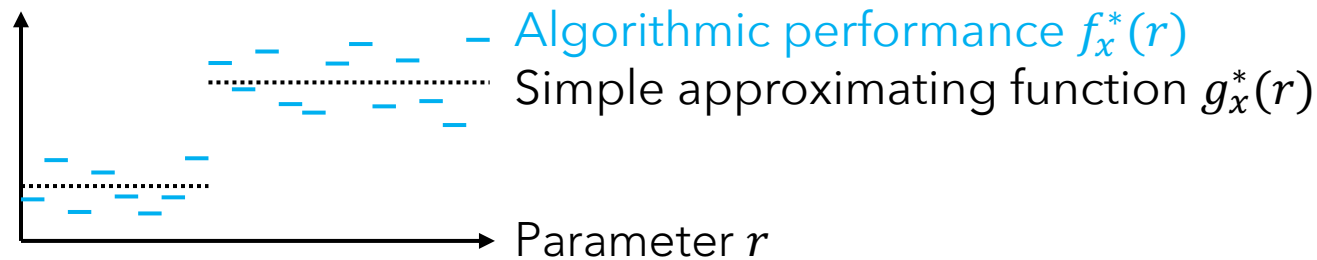 Algorithmic performance f*x(r)
Simple approximating function g*x(r)
Parameter r